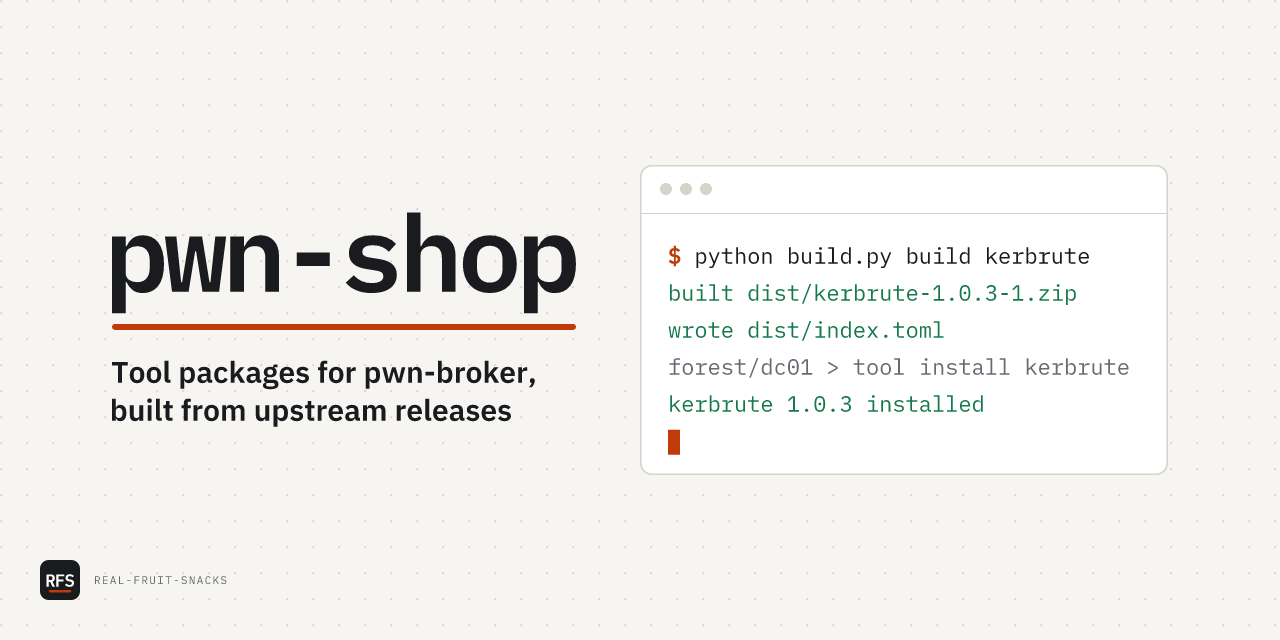 pwn-shop
Tool packages for pwn-broker,
built from upstream releases
$ python build.py build kerbrute
built dist/kerbrute-1.0.3-1.zip
wrote dist/index.toml
forest/dc01 > tool install kerbrute
kerbrute 1.0.3 installed
RFS
REAL-FRUIT-SNACKS